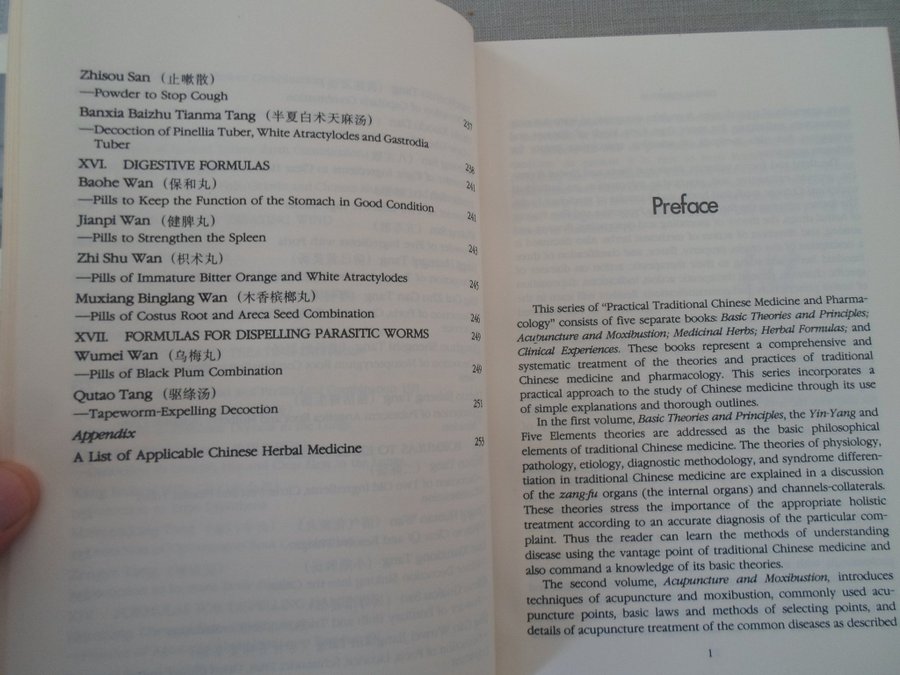 Zhisou San (止嗽散)
—Powder to Stop Cough
Banxia Baizhu Tianma Tang (半夏白术天麻汤) 237
—Decoction of Pinellia Tuber, White Atractylodes and Gastrodia
Tuber
XVI. DIGESTIVE FORMULAS 238
Baohe Wan (保和丸) 241
—Pills to Keep the Function of the Stomach in Good Condition
Jianpi Wan (健脾丸) 241
—Pills to Strengthen the Spleen
Zhi Shu Wan (枳术丸) 243
—Pills of Immature Bitter Orange and White Atractylodes
Muxiang Binglang Wan (木香槟榔丸) 245
—Pills of Costus Root and Areca Seed Combination 246
XVII. FORMULAS FOR DISPELLING PARASITIC WORMS 249
Wumei Wan (乌梅丸)
—Pills of Black Plum Combination 249
Qutao Tang (驱绦汤)
—Tapeworm-Expelling Decoction 251
Appendix
A List of Applicable Chinese Herbal Medicine 253
Preface
This series of "Practical Traditional Chinese Medicine and Pharma-
cology" consists of five separate books: Basic Theories and Principles;
Acupuncture and Moxibustion; Medicinal Herbs; Herbal Formulas; and
Clinical Experiences. These books represent a comprehensive and
systematic treatment of the theories and practices of traditional
Chinese medicine and pharmacology. This series incorporates a
practical approach to the study of Chinese medicine through its use
of simple explanations and thorough outlines.
In the first volume, Basic Theories and Principles, the Yin-Yang and
Five Elements theories are addressed as the basic philosophical
elements of traditional Chinese medicine. The theories of physiology,
pathology, etiology, diagnostic methodology, and syndrome differen-
tiation in traditional Chinese medicine are explained in a discussion
of the zang-fu organs (the internal organs) and channels-collaterals.
These theories stress the importance of the appropriate holistic
treatment according to an accurate diagnosis of the particular com-
plaint. Thus the reader can learn the methods of understanding
disease using the vantage point of traditional Chinese medicine and
also command a knowledge of its basic theories.
The second volume, Acupuncture and Moxibustion, introduces
techniques of acupuncture and moxibustion, commonly used acu-
puncture points, basic laws and methods of selecting points, and
details of acupuncture treatment of the common diseases as described
1